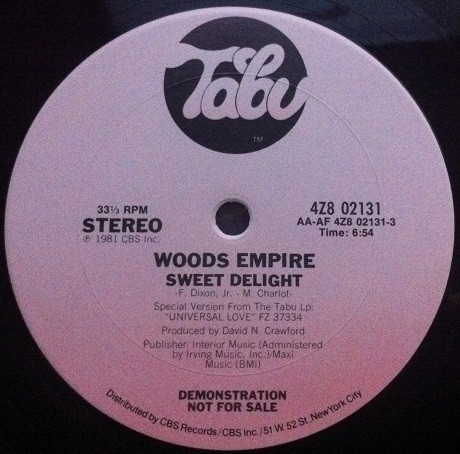 Tabu
TM
33⅓ RPM
STEREO
℗ 1981 CBS Inc.
4Z8 02131
AA-AF 4Z8 02131-3
Time: 6:54
WOODS EMPIRE
SWEET DELIGHT
-F. Dixon, Jr. - M. Charlot-
Special Version From The Tabu Lp:
"UNIVERSAL LOVE" FZ 37334
Produced by David N. Crawford
Publisher: Interior Music (Administered
by Irving Music, Inc.)/Maxi
Music (BMI)
DEMONSTRATION
NOT FOR SALE
Distributed by CBS Records/CBS Inc./51 W. 52 St. New York City